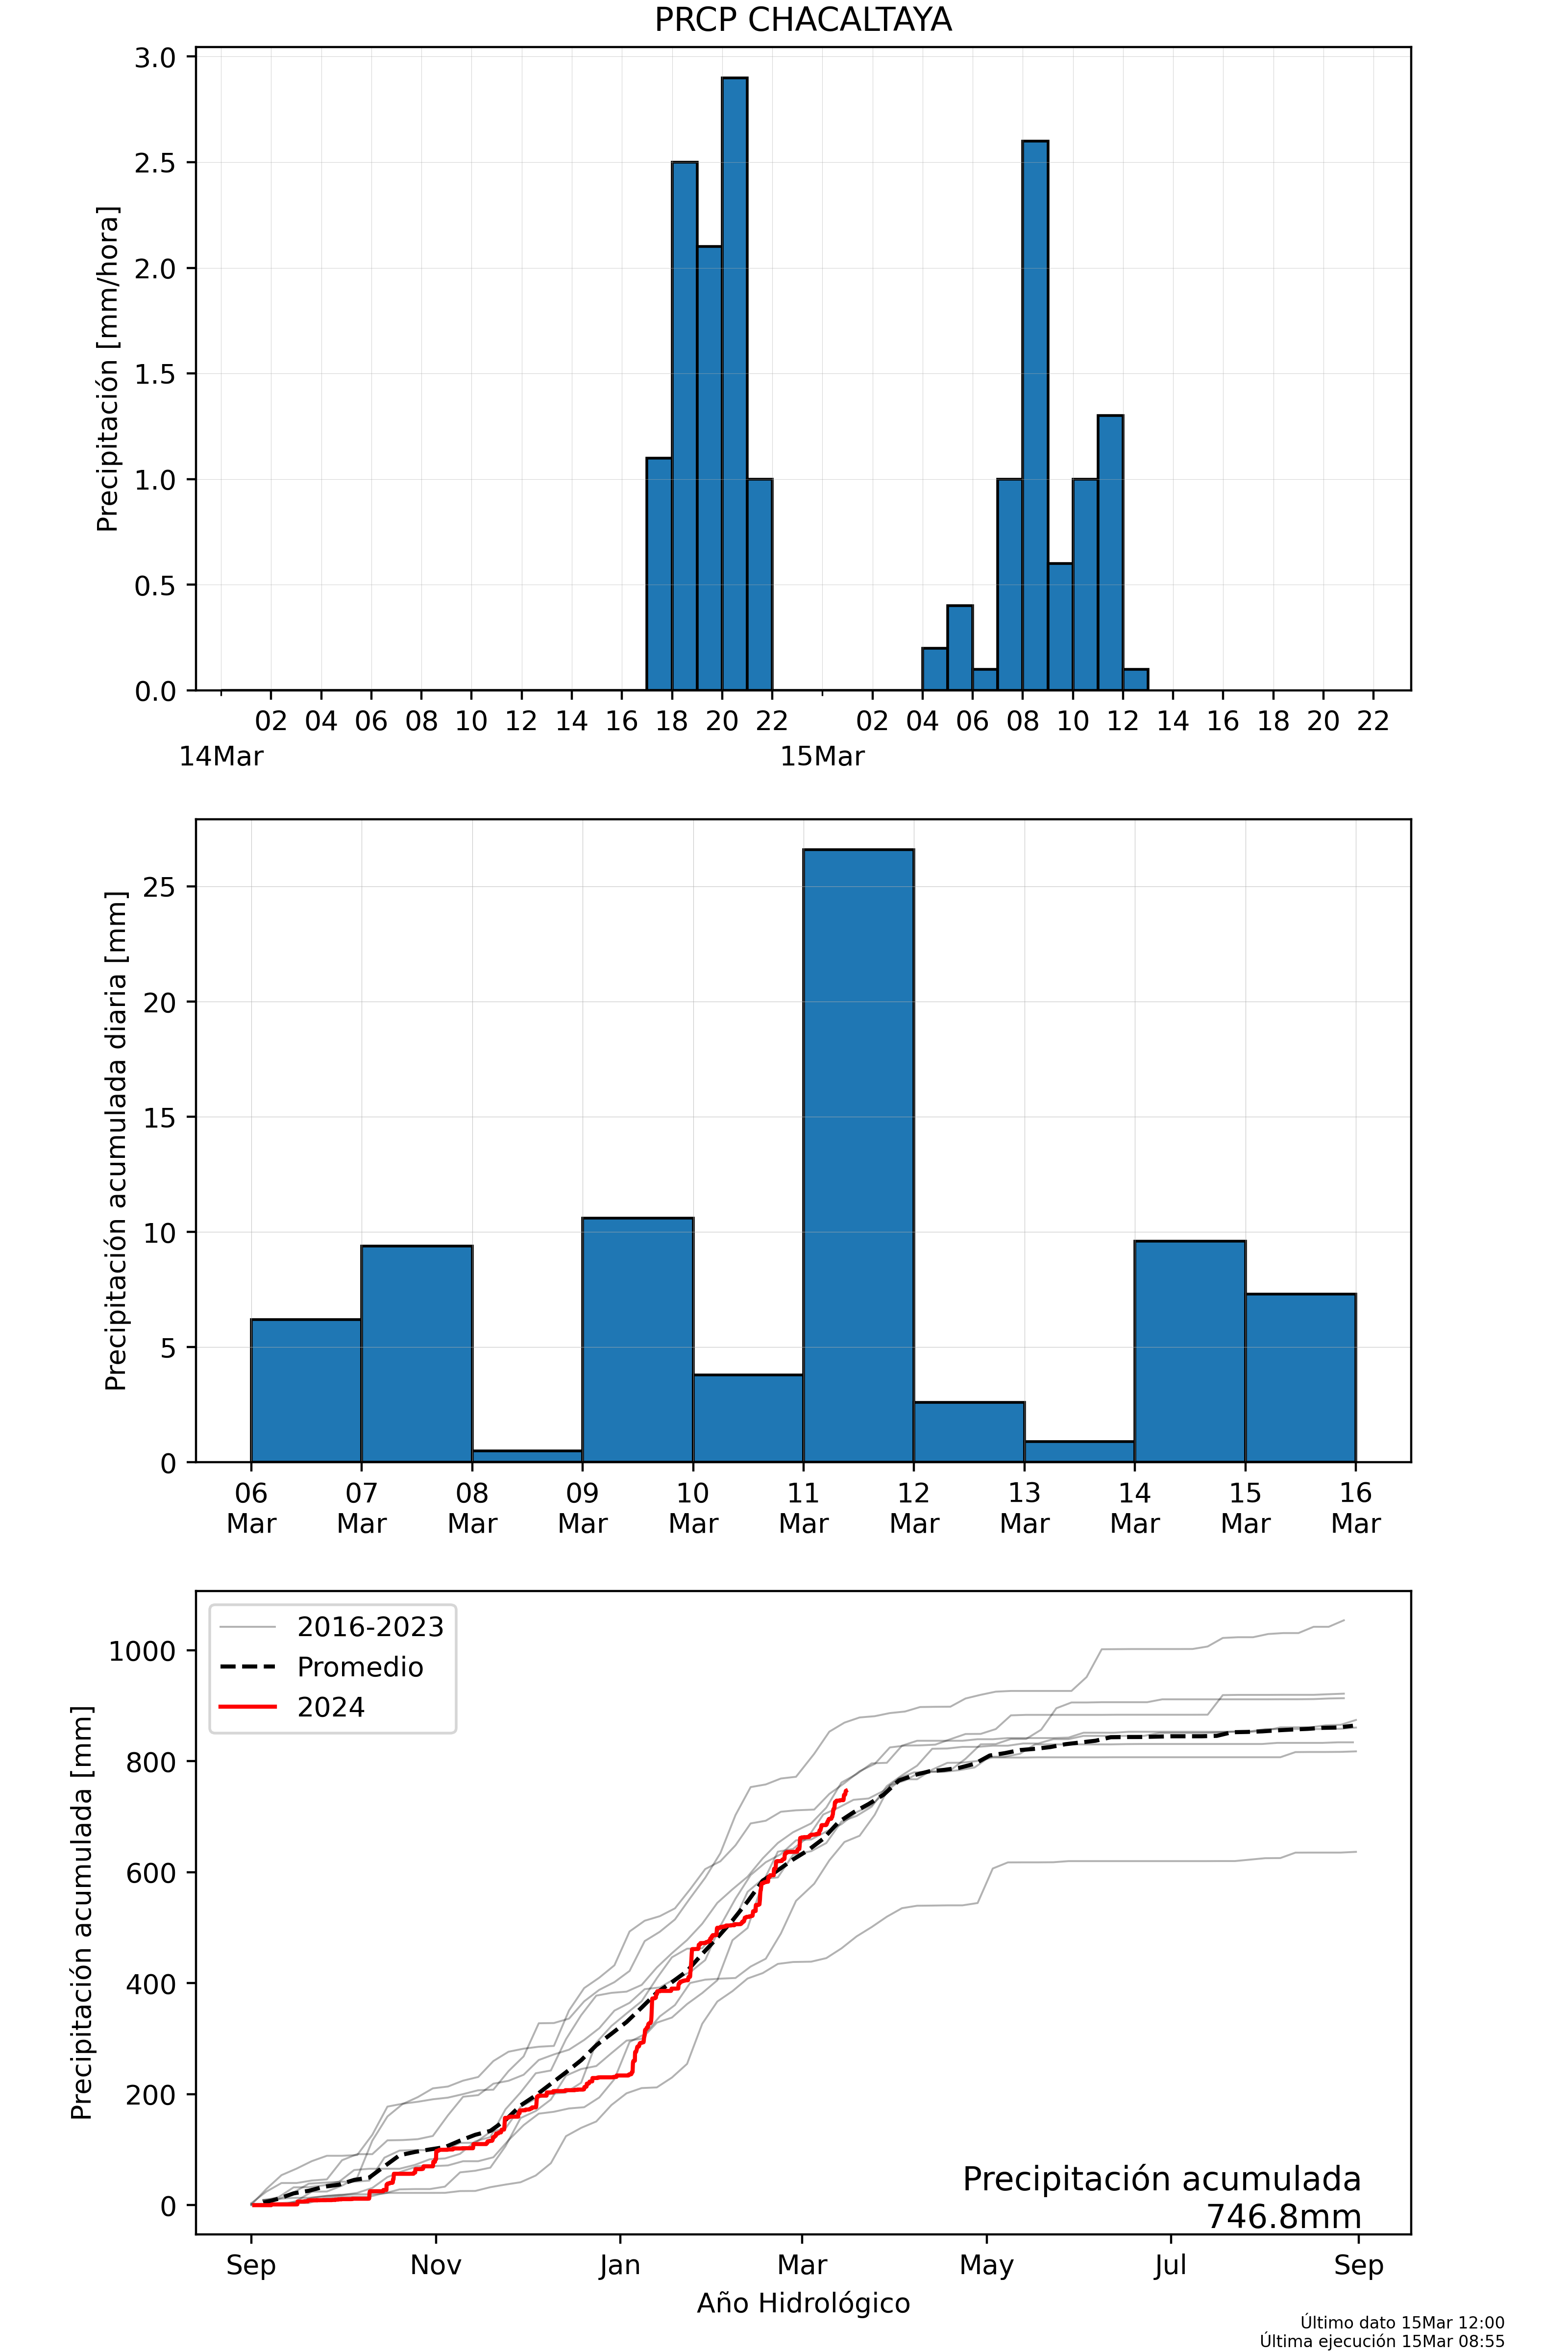 PRCP CHACALTAYA
Precipitación [mm/hora]
3.0
2.5
2.0
1.5
1.0
0.5
0.0
02 04 06 08 10 12 14 16 18 20 22 02 04 06 08 10 12 14 16 18 20 22
14Mar 15Mar
Precipitación acumulada diaria [mm]
25
20
15
10
5
0
06 07 08 09 10 11 12 13 14 15 16
Mar Mar Mar Mar Mar Mar Mar Mar Mar Mar Mar
Precipitación acumulada [mm]
1000
800
600
400
200
0
2016-2023
Promedio
2024
Precipitación acumulada
746.8mm
Sep Nov Jan Mar May Jul Sep
Año Hidrológico
Último dato 15Mar 12:00
Última ejecución 15Mar 08:55